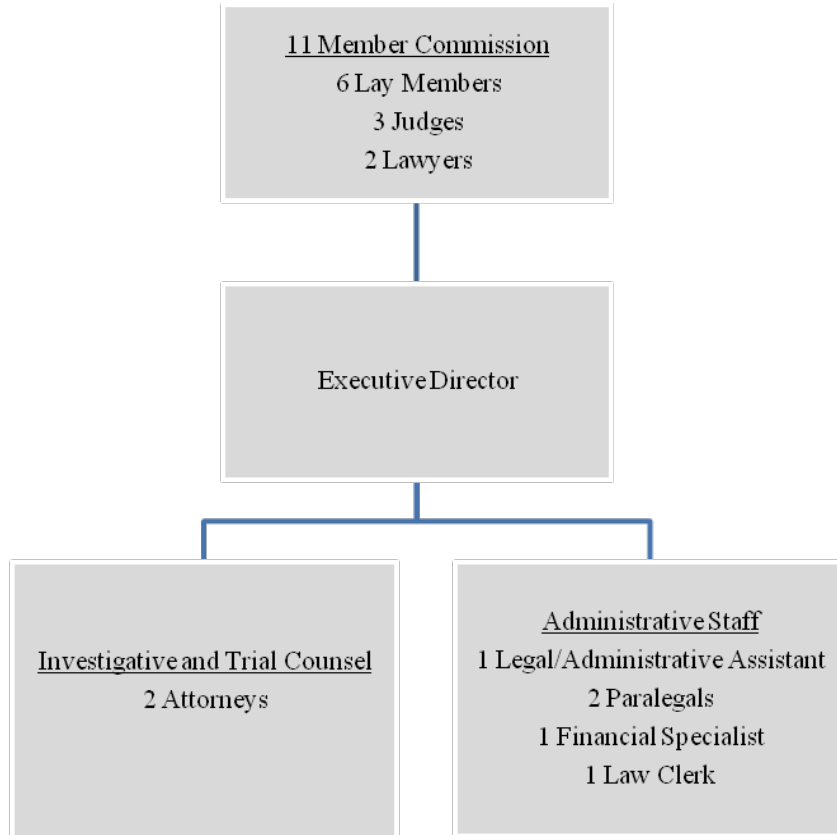 11 Member Commission
6 Lay Members
3 Judges
2 Lawyers
Executive Director
Investigative and Trial Counsel
2 Attorneys
Administrative Staff
1 Legal/Administrative Assistant
2 Paralegals
1 Financial Specialist
1 Law Clerk